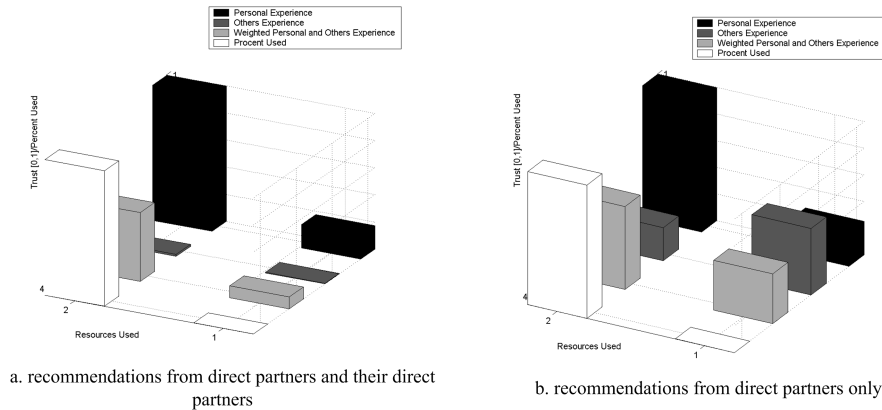 Personal Experience
Others Experience
Weighted Personal and Others Experience
Procent Used
1
Trust [0,1]/Percent Used
4
2
1
Resources Used
a. recommendations from direct partners and their direct
partners
Personal Experience
Others Experience
Weighted Personal and Others Experience
Procent Used
1
Trust [0,1]/Percent Used
4
2
1
Resources Used
b. recommendations from direct partners only